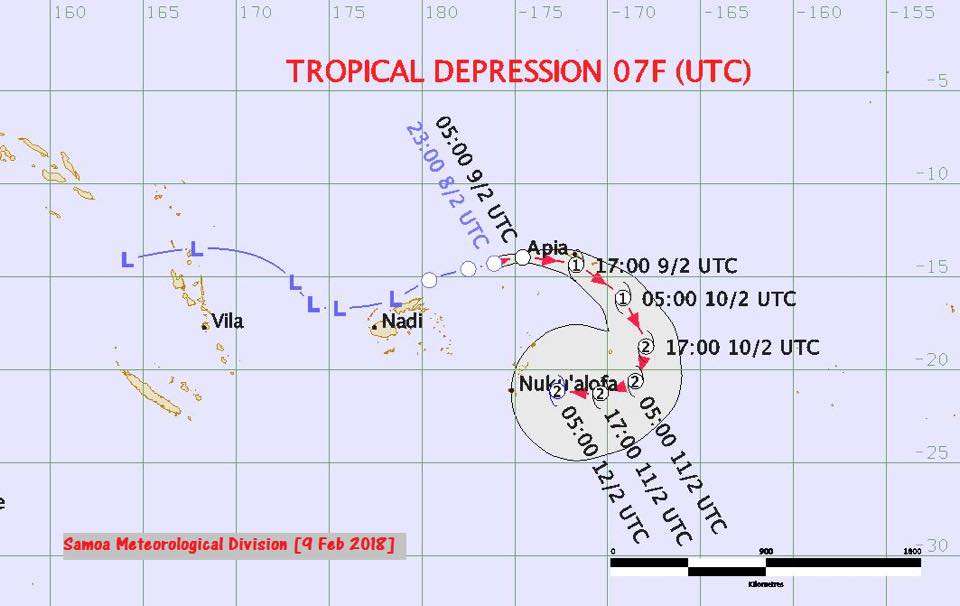 160 165 170 175 180 -175 -170 -165 -160 -155
TROPICAL DEPRESSION 07F (UTC)
-5
05:00 9/2 UTC
23:00 8/2 UTC
-10
Apia
L L
1 17:00 9/2 UTC
-15
L
L L L
1 05:00 10/2 UTC
Vila
Nadi
2 17:00 10/2 UTC
-20
Nuku'alofa
2 2 2
05:00 12/2 UTC
17:00 11/2 UTC
05:00 11/2 UTC
-25
e
Samoa Meteorological Division [9 Feb 2018]
-30
0 900 1800
Kilometres